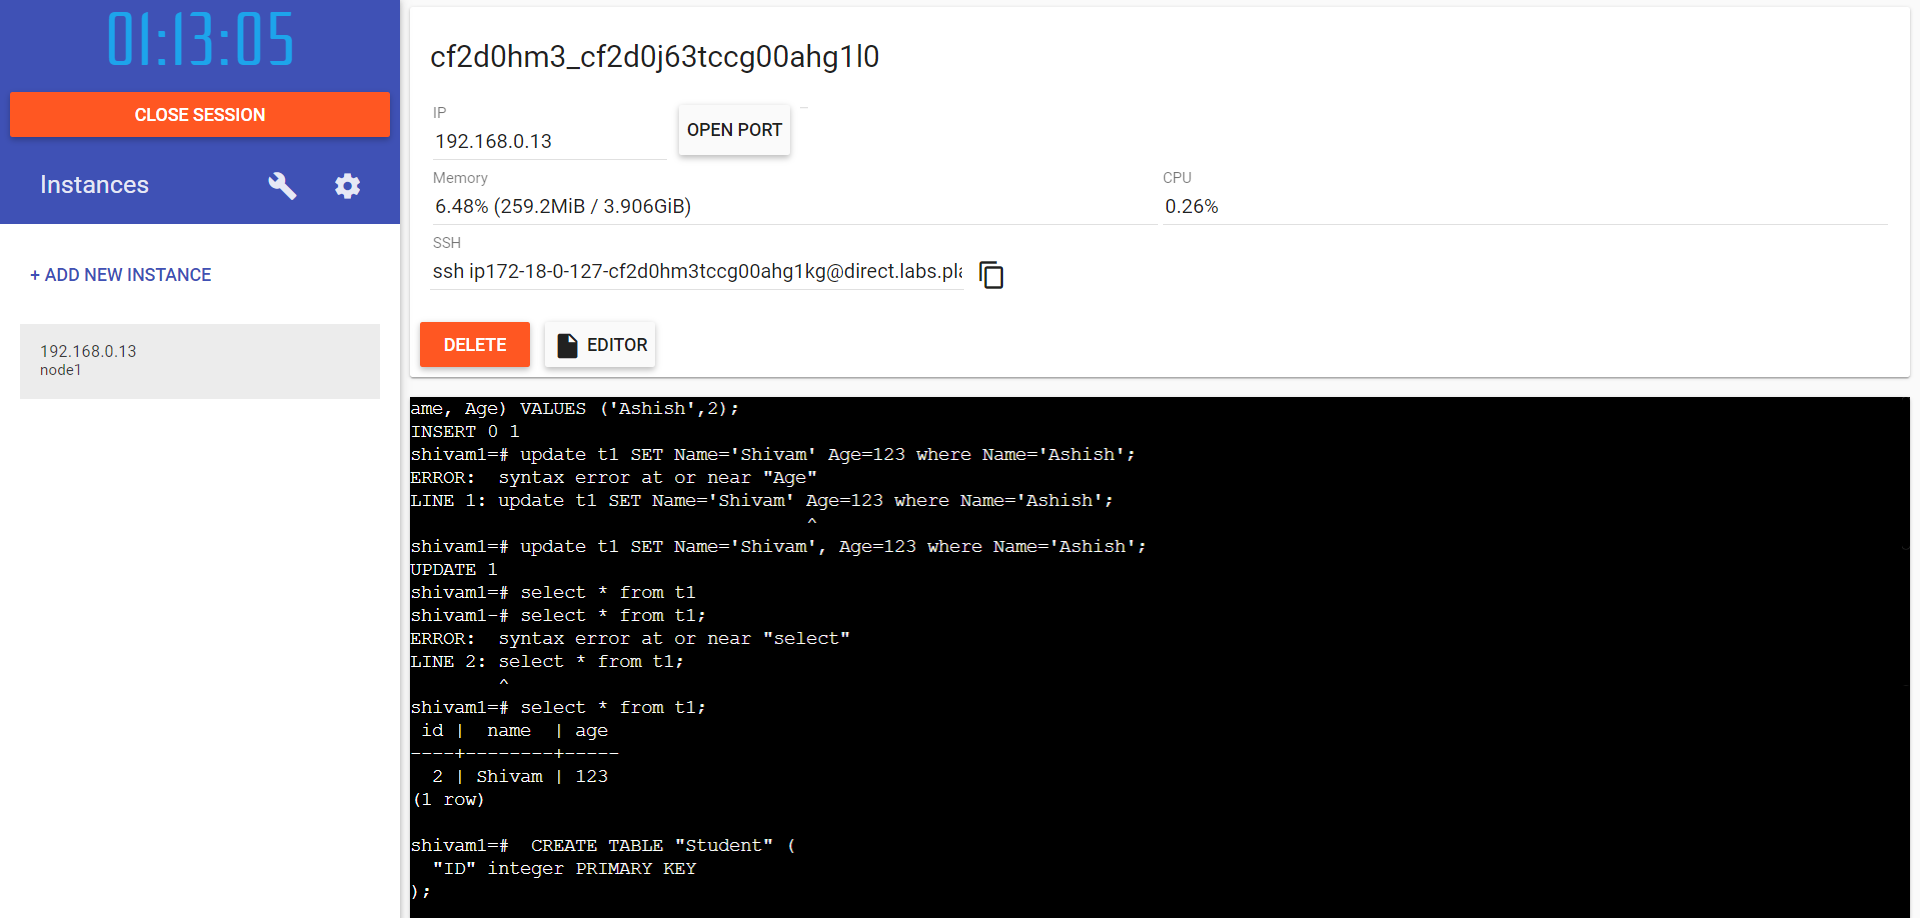 01:13:05
CLOSE SESSION
Instances
+ ADD NEW INSTANCE
192.168.0.13
node1
cf2d0hm3_cf2d0j63tccg00ahg1l0
IP
192.168.0.13
OPEN PORT
Memory
6.48% (259.2MiB / 3.906GiB)
CPU
0.26%
SSH
ssh ip172-18-0-127-cf2d0hm3tccg00ahg1kg@direct.labs.pla
DELETE
EDITOR
ame, Age) VALUES ('Ashish',2);
INSERT 0 1
shivam1=# update t1 SET Name='Shivam' Age=123 where Name='Ashish';
ERROR:  syntax error at or near "Age"
LINE 1: update t1 SET Name='Shivam' Age=123 where Name='Ashish';
                                    ^
shivam1=# update t1 SET Name='Shivam', Age=123 where Name='Ashish';
UPDATE 1
shivam1=# select * from t1
shivam1-# select * from t1;
ERROR:  syntax error at or near "select"
LINE 2: select * from t1;
        ^
shivam1=# select * from t1;
 id |  name  | age
----+--------+-----
  2 | Shivam | 123
(1 row)
shivam1=#  CREATE TABLE "Student" (
  "ID" integer PRIMARY KEY
);